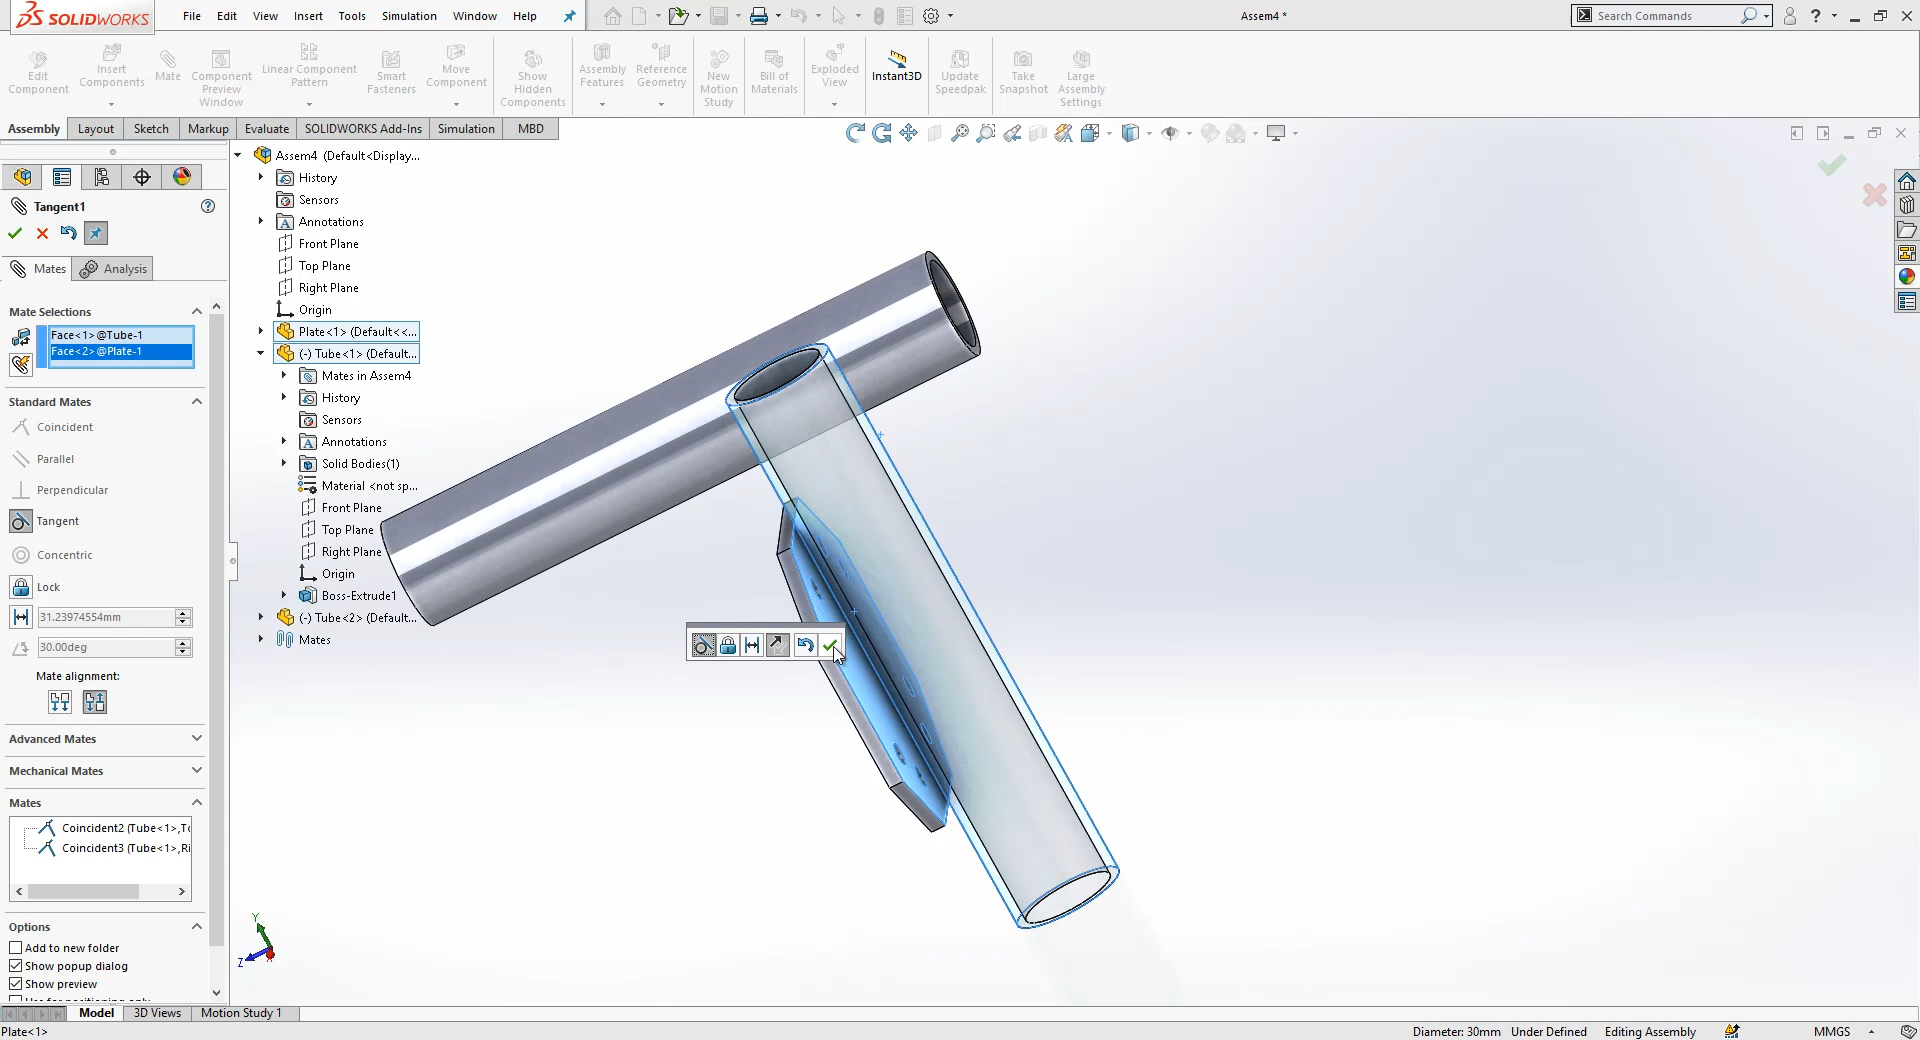 SOLIDWORKS File Edit View Insert Tools Simulation Window Help Assem4 * Search Commands
Edit Component
Insert Components
Mate
Component Preview Window
Linear Component Pattern
Smart Fasteners
Move Component
Show Hidden Components
Assembly Features
Reference Geometry
New Motion Study
Bill of Materials
Exploded View
Instant3D
Update Speedpak
Take Snapshot
Large Assembly Settings
Assembly Layout Sketch Markup Evaluate SOLIDWORKS Add-Ins Simulation MBD
Tangent1
Mates Analysis
Mate Selections
Face<1>@Tube-1
Face<2>@Plate-1
Standard Mates
Coincident
Parallel
Perpendicular
Tangent
Concentric
Lock
31.23974554mm
30.00deg
Mate alignment:
Advanced Mates
Mechanical Mates
Mates
Coincident2 (Tube<1>,To
Coincident3 (Tube<1>,Ri
Options
Add to new folder
Show popup dialog
Show preview
Assem4 (Default<Display...
History
Sensors
Annotations
Front Plane
Top Plane
Right Plane
Origin
Plate<1> (Default<<...
(-) Tube<1> (Default...
Mates in Assem4
History
Sensors
Annotations
Solid Bodies(1)
Material <not sp...
Front Plane
Top Plane
Right Plane
Origin
Boss-Extrude1
(-) Tube<2> (Default...
Mates
Y
Z
Model 3D Views Motion Study 1
Plate<1> Diameter: 30mm Under Defined Editing Assembly MMGS